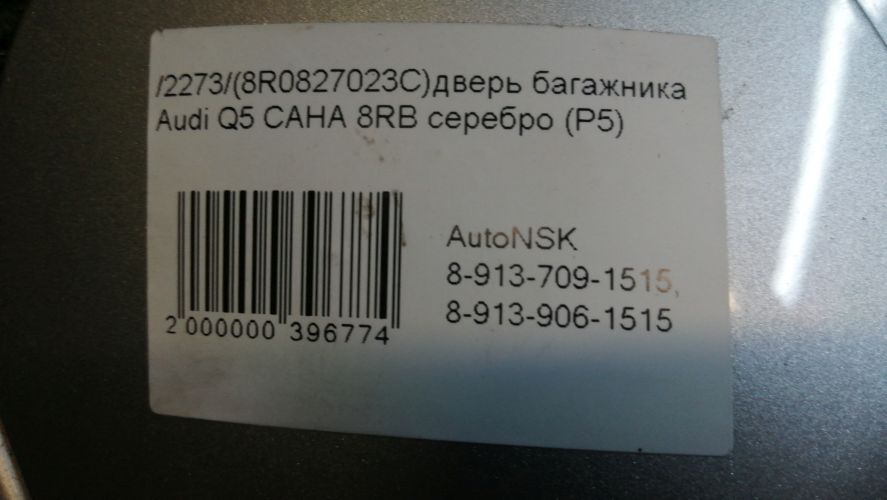 /2273/(8R0827023C)дверь багажника
Audi Q5 CAHA 8RB серебро (P5)
AutoNSK
8-913-709-1515,
8-913-906-1515
2 000000 396774